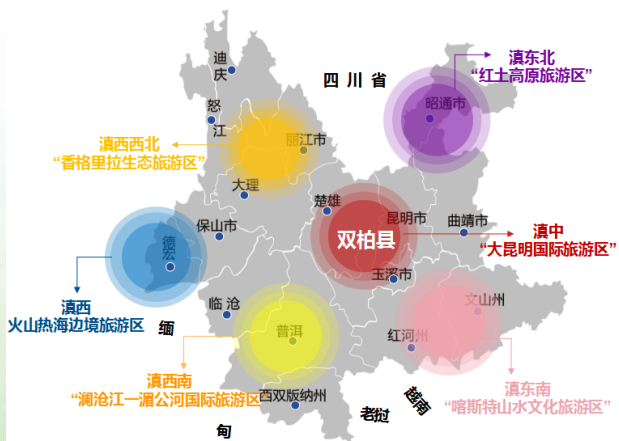 迪
庆
四川省
滇东北
“红土高原旅游区”
怒
江
昭通市
滇西西北
“香格里拉生态旅游区”
丽江市
大理
楚雄
保山市
昆明市
曲靖市
双柏县
滇中
“大昆明国际旅游区”
德
宏
玉溪市
滇西
火山热海边境旅游区
临沧
文山州
缅
普洱
红河州
滇西南
“澜沧江—湄公河国际旅游区”
西双版纳州
滇东南
“喀斯特山水文化旅游区”
越南
老挝
甸